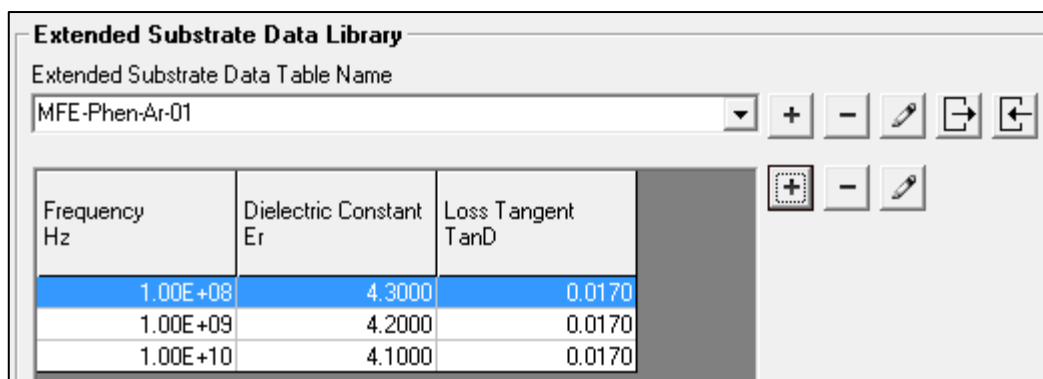 Extended Substrate Data Library
Extended Substrate Data Table Name
MFE-Phen-Ar-01
Frequency Hz Dielectric Constant Er Loss Tangent TanD
1.00E+08 4.3000 0.0170
1.00E+09 4.2000 0.0170
1.00E+10 4.1000 0.0170